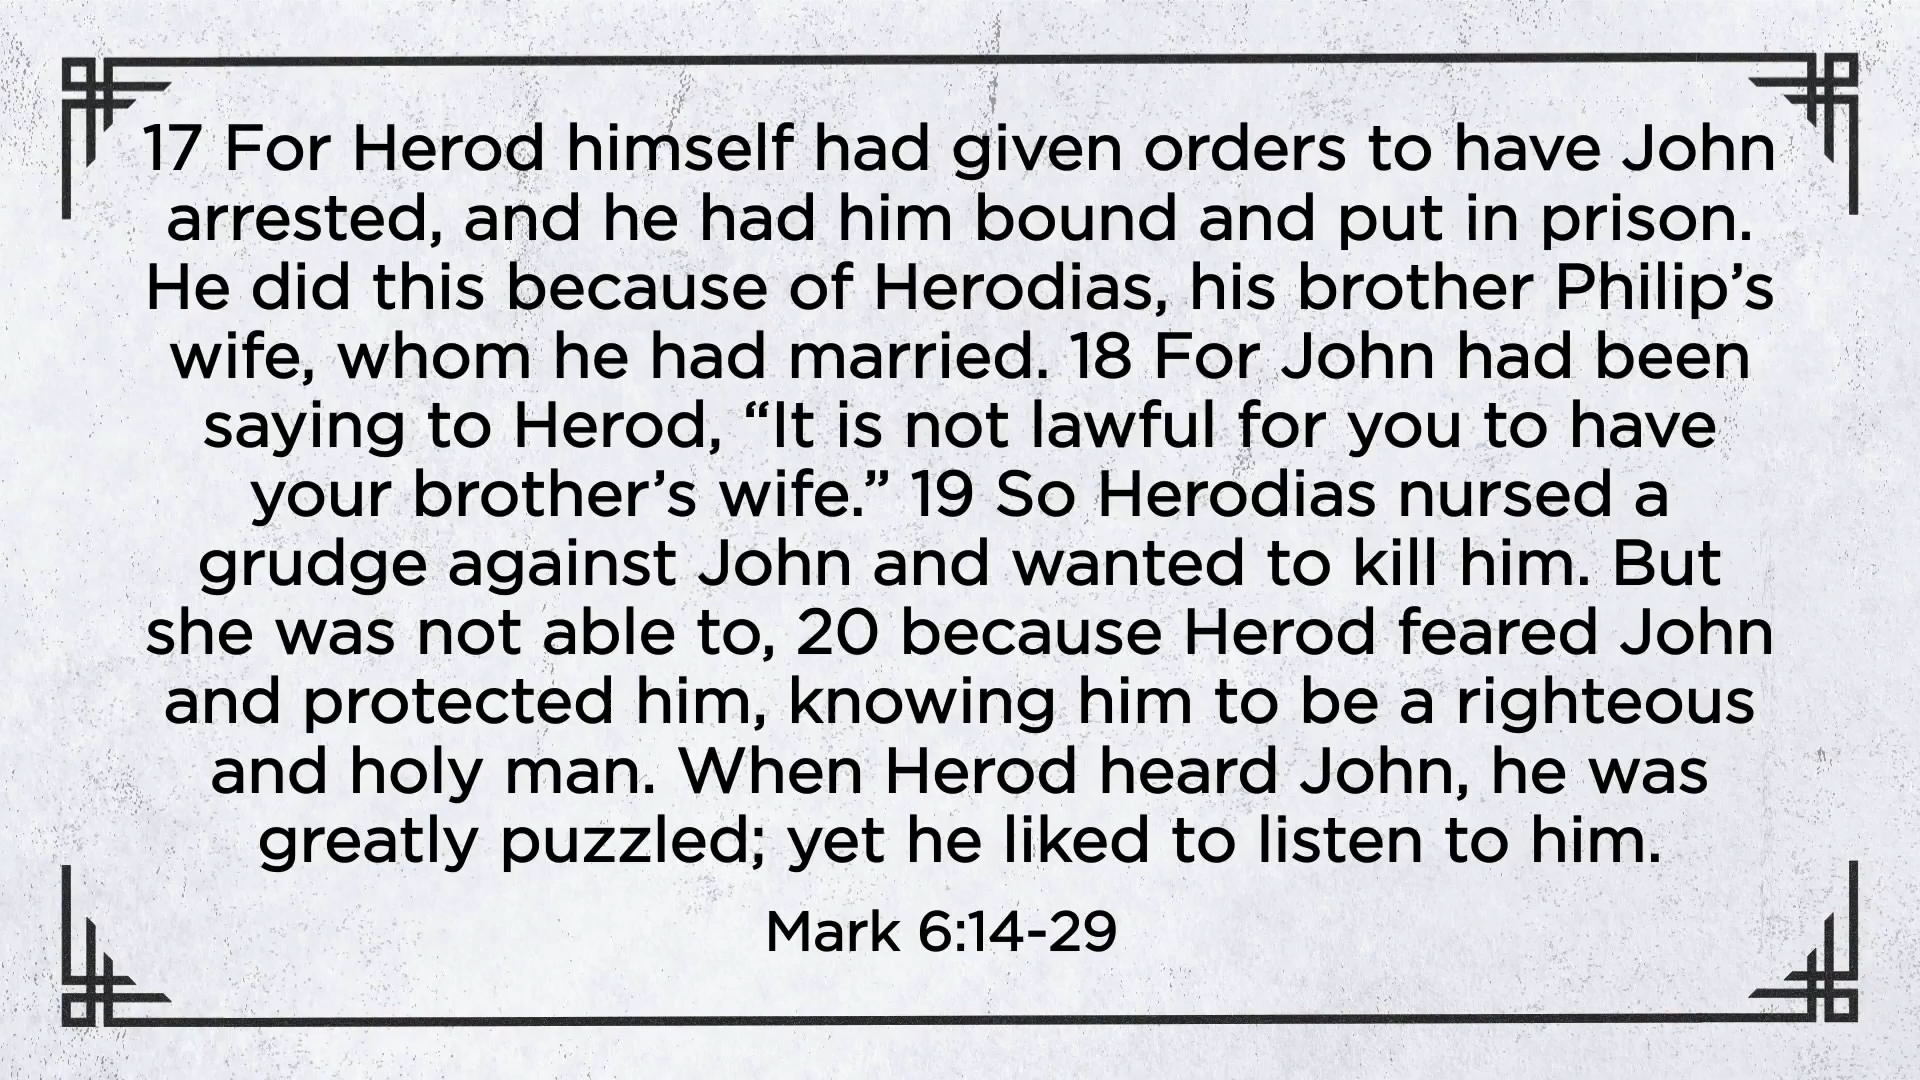 17 For Herod himself had given orders to have John
arrested, and he had him bound and put in prison.
He did this because of Herodias, his brother Philip’s
wife, whom he had married. 18 For John had been
saying to Herod, “It is not lawful for you to have
your brother’s wife.” 19 So Herodias nursed a
grudge against John and wanted to kill him. But
she was not able to, 20 because Herod feared John
and protected him, knowing him to be a righteous
and holy man. When Herod heard John, he was
greatly puzzled; yet he liked to listen to him.
Mark 6:14-29